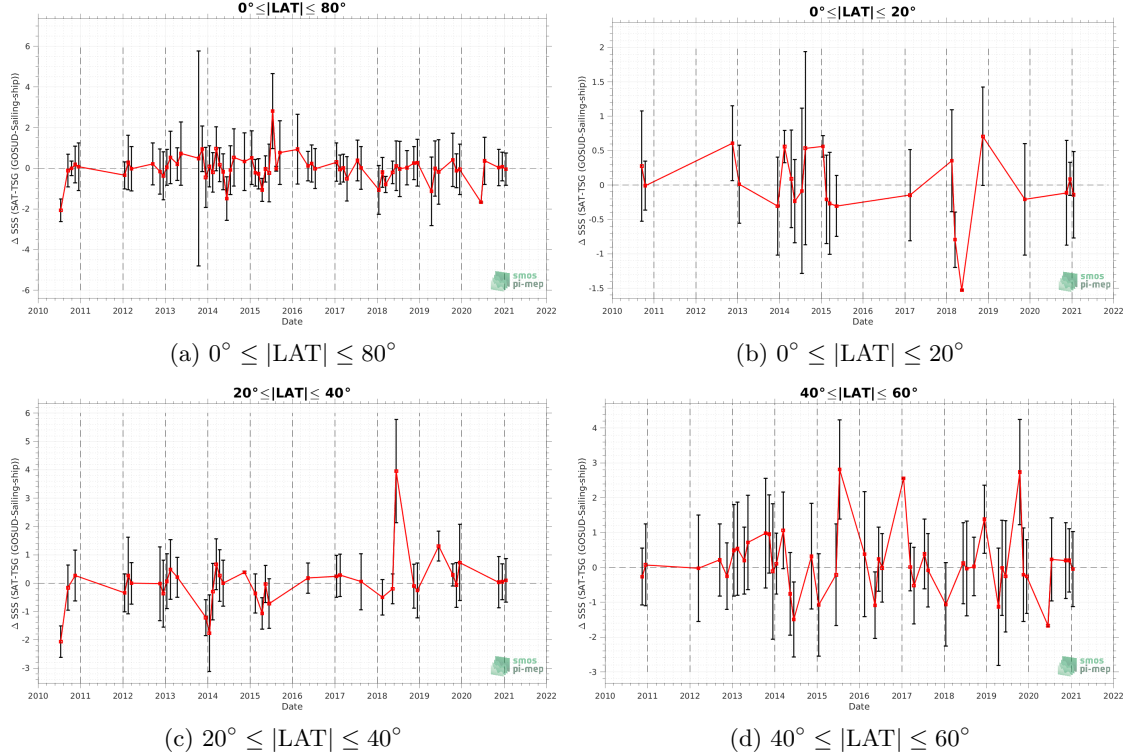 0°≤|LAT|≤ 80°
Δ SSS (SAT-TSG (GOSUD-Sailing-ship))
6
4
2
0
-2
-4
-6
2010 2011 2012 2013 2014 2015 2016 2017 2018 2019 2020 2021 2022
Date
smos
pi-mep
(a) 0° ≤ |LAT| ≤ 80°
0°≤|LAT|≤ 20°
Δ SSS (SAT-TSG (GOSUD-Sailing-ship))
2
1.5
1
0.5
0
-0.5
-1
-1.5
2010 2011 2012 2013 2014 2015 2016 2017 2018 2019 2020 2021 2022
Date
smos
pi-mep
(b) 0° ≤ |LAT| ≤ 20°
20°≤|LAT|≤ 40°
Δ SSS (SAT-TSG (GOSUD-Sailing-ship))
6
5
4
3
2
1
0
-1
-2
-3
2010 2011 2012 2013 2014 2015 2016 2017 2018 2019 2020 2021 2022
Date
smos
pi-mep
(c) 20° ≤ |LAT| ≤ 40°
40°≤|LAT|≤ 60°
Δ SSS (SAT-TSG (GOSUD-Sailing-ship))
4
3
2
1
0
-1
-2
-3
2010 2011 2012 2013 2014 2015 2016 2017 2018 2019 2020 2021 2022
Date
smos
pi-mep
(d) 40° ≤ |LAT| ≤ 60°